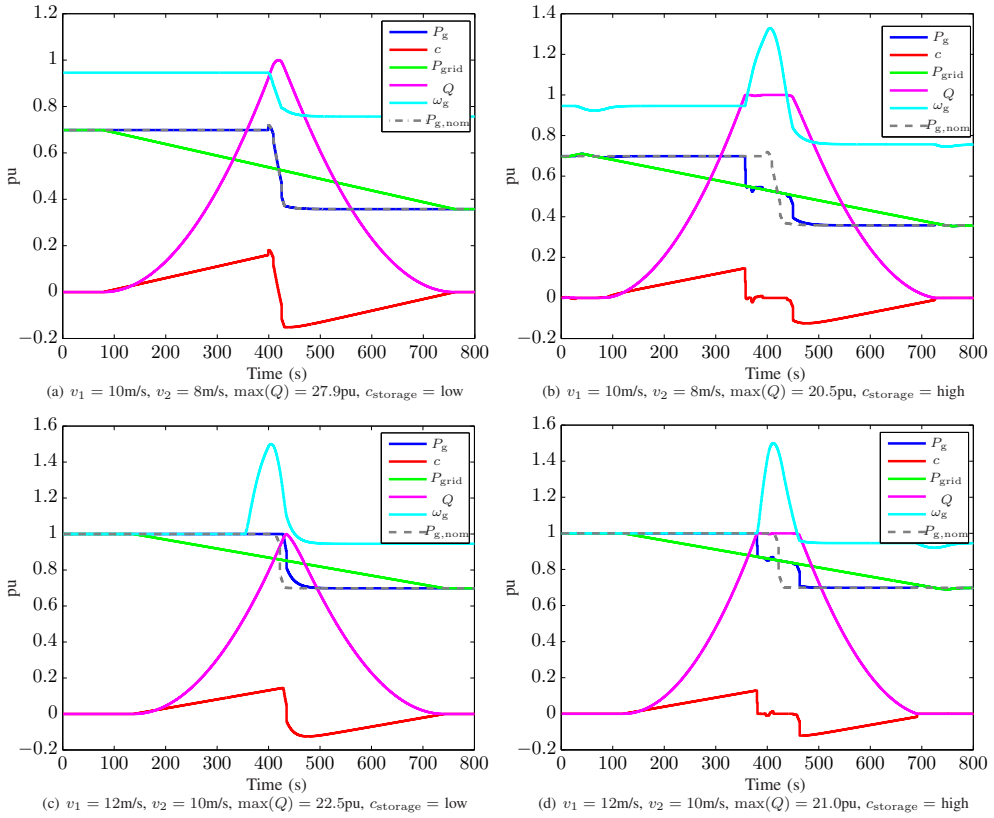 1.2
1
0.8
0.6
0.4
0.2
0
−0.2
pu
0 100 200 300 400 500 600 700 800
Time (s)
P_g
c
P_grid
Q
ω_g
P_g,nom
(a) v_1 = 10m/s, v_2 = 8m/s, max(Q) = 27.9pu, c_storage = low
1.4
1.2
1
0.8
0.6
0.4
0.2
0
−0.2
pu
0 100 200 300 400 500 600 700 800
Time (s)
P_g
c
P_grid
Q
ω_g
P_g,nom
(b) v_1 = 10m/s, v_2 = 8m/s, max(Q) = 20.5pu, c_storage = high
1.6
1.4
1.2
1
0.8
0.6
0.4
0.2
0
−0.2
pu
0 100 200 300 400 500 600 700 800
Time (s)
P_g
c
P_grid
Q
ω_g
P_g,nom
(c) v_1 = 12m/s, v_2 = 10m/s, max(Q) = 22.5pu, c_storage = low
1.6
1.4
1.2
1
0.8
0.6
0.4
0.2
0
−0.2
pu
0 100 200 300 400 500 600 700 800
Time (s)
P_g
c
P_grid
Q
ω_g
P_g,nom
(d) v_1 = 12m/s, v_2 = 10m/s, max(Q) = 21.0pu, c_storage = high